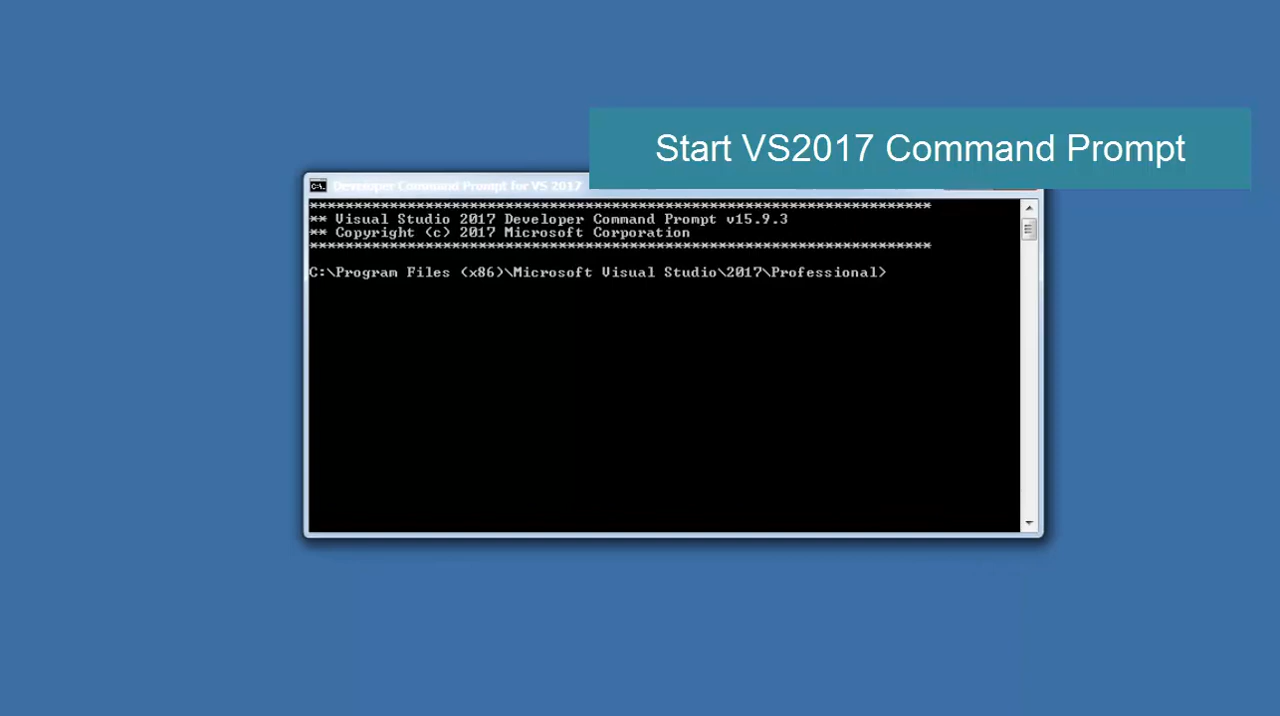 Start VS2017 Command Prompt
Developer Command Prompt for VS 2017
**********************************************************************
** Visual Studio 2017 Developer Command Prompt v15.9.3
** Copyright (c) 2017 Microsoft Corporation
**********************************************************************
C:\Program Files (x86)\Microsoft Visual Studio\2017\Professional>